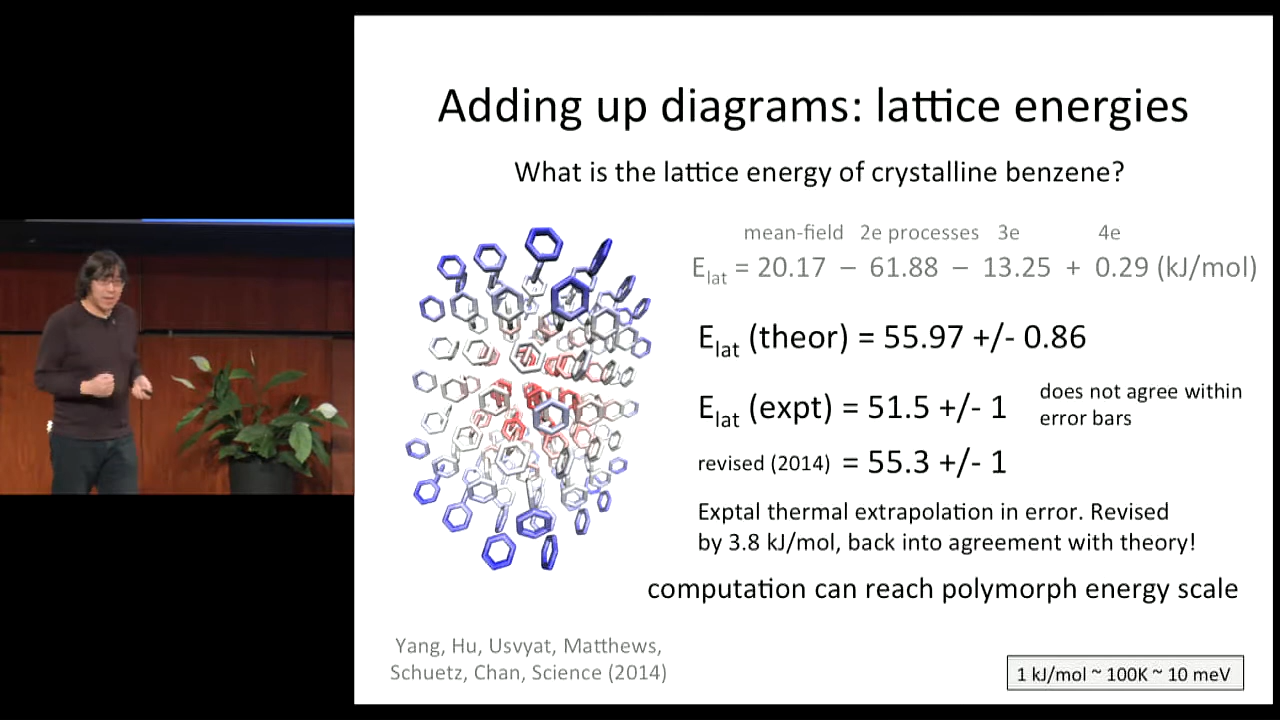 Adding up diagrams: lattice energies
What is the lattice energy of crystalline benzene?
mean-field 2e processes 3e 4e
Elat = 20.17 − 61.88 − 13.25 + 0.29 (kJ/mol)
Elat (theor) = 55.97 +/- 0.86
Elat (expt) = 51.5 +/- 1
does not agree within
error bars
revised (2014) = 55.3 +/- 1
Exptal thermal extrapolation in error. Revised
by 3.8 kJ/mol, back into agreement with theory!
computation can reach polymorph energy scale
Yang, Hu, Usvyat, Matthews,
Schuetz, Chan, Science (2014)
1 kJ/mol ~ 100K ~ 10 meV